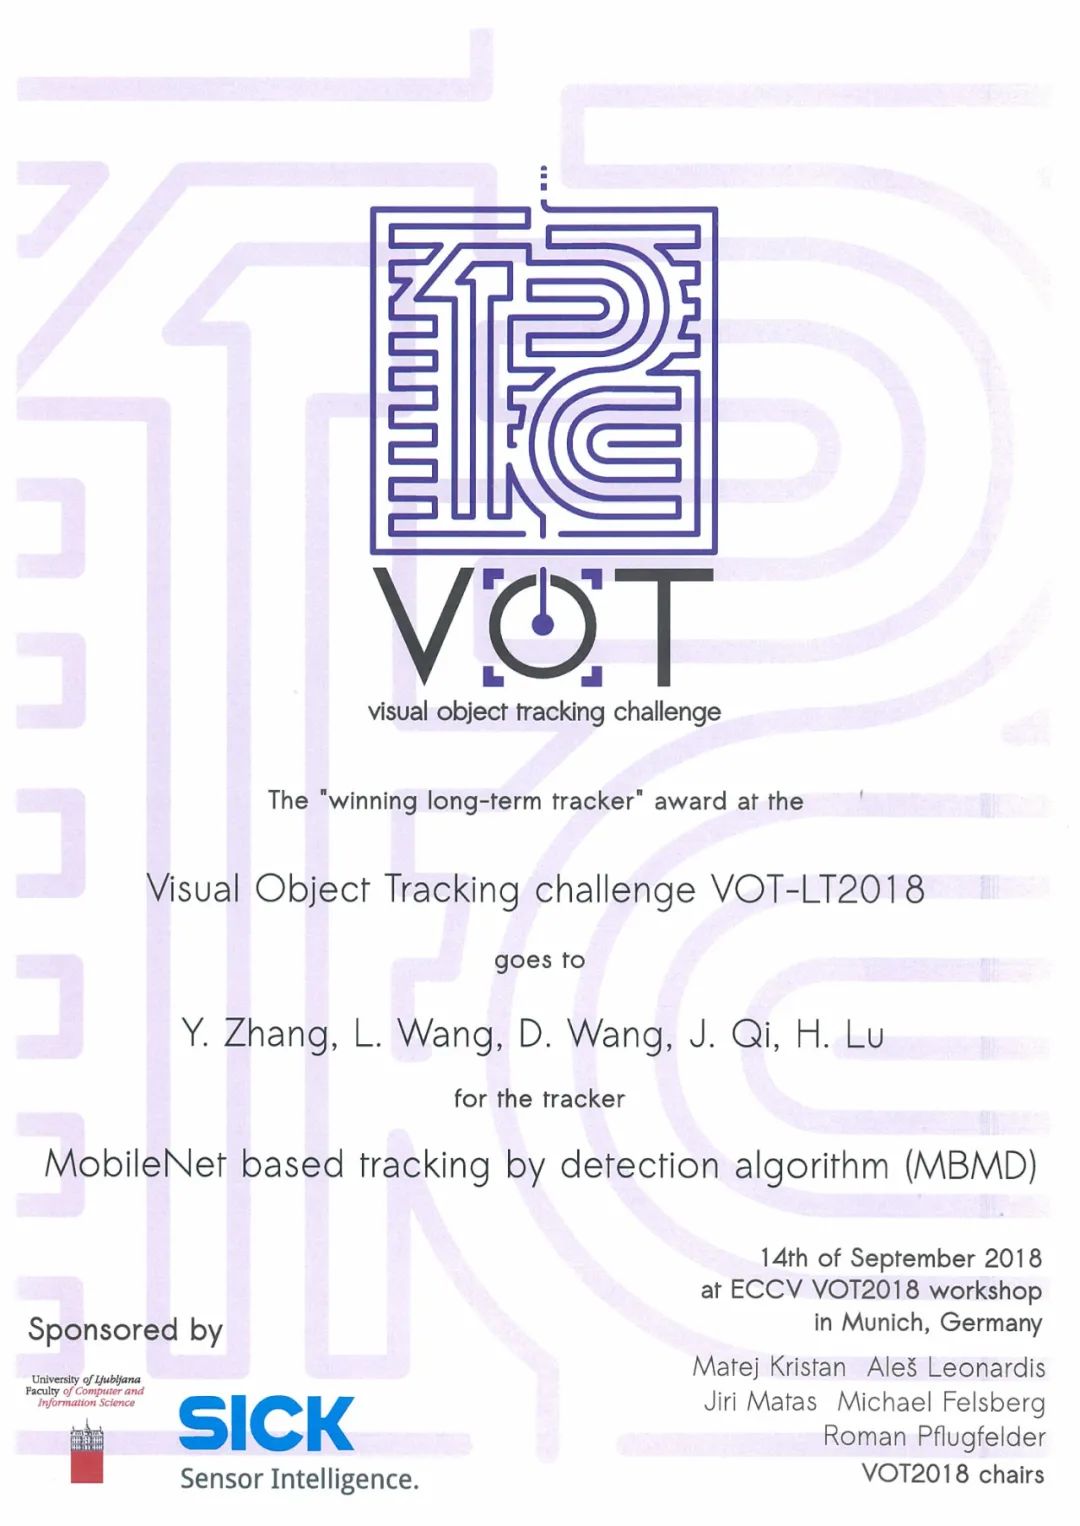 VOT
visual object tracking challenge
The "winning long-term tracker" award at the
Visual Object Tracking challenge VOT-LT2018
goes to
Y. Zhang, L. Wang, D. Wang, J. Qi, H. Lu
for the tracker
MobileNet based tracking by detection algorithm (MBMD)
14th of September 2018
at ECCV VOT2018 workshop
in Munich, Germany
Sponsored by
University of Ljubljana
Faculty of Computer and
Information Science
SICK
Sensor Intelligence.
Matej Kristan Aleš Leonardis
Jiri Matas Michael Felsberg
Roman Pflugfelder
VOT2018 chairs